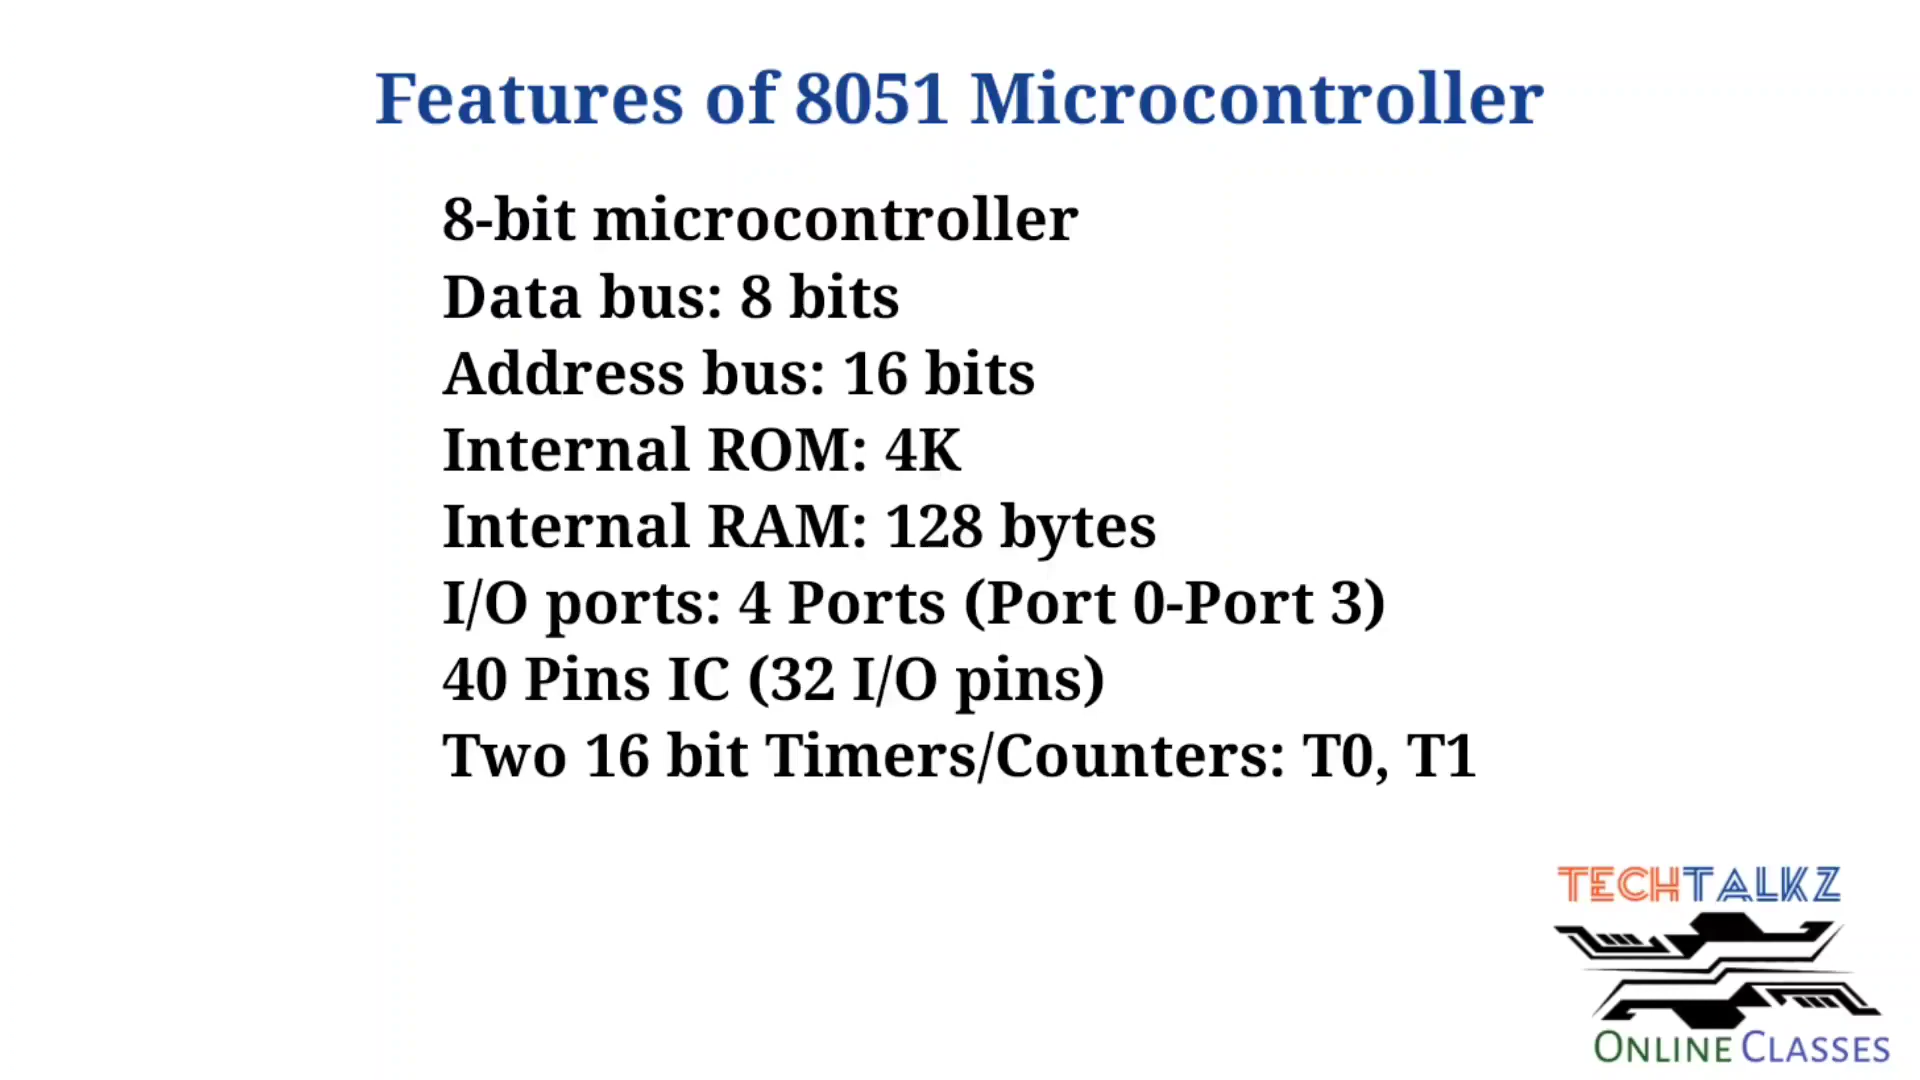 Features of 8051 Microcontroller
8-bit microcontroller
Data bus: 8 bits
Address bus: 16 bits
Internal ROM: 4K
Internal RAM: 128 bytes
I/O ports: 4 Ports (Port 0-Port 3)
40 Pins IC (32 I/O pins)
Two 16 bit Timers/Counters: T0, T1
TECHTALKZ
ONLINE CLASSES